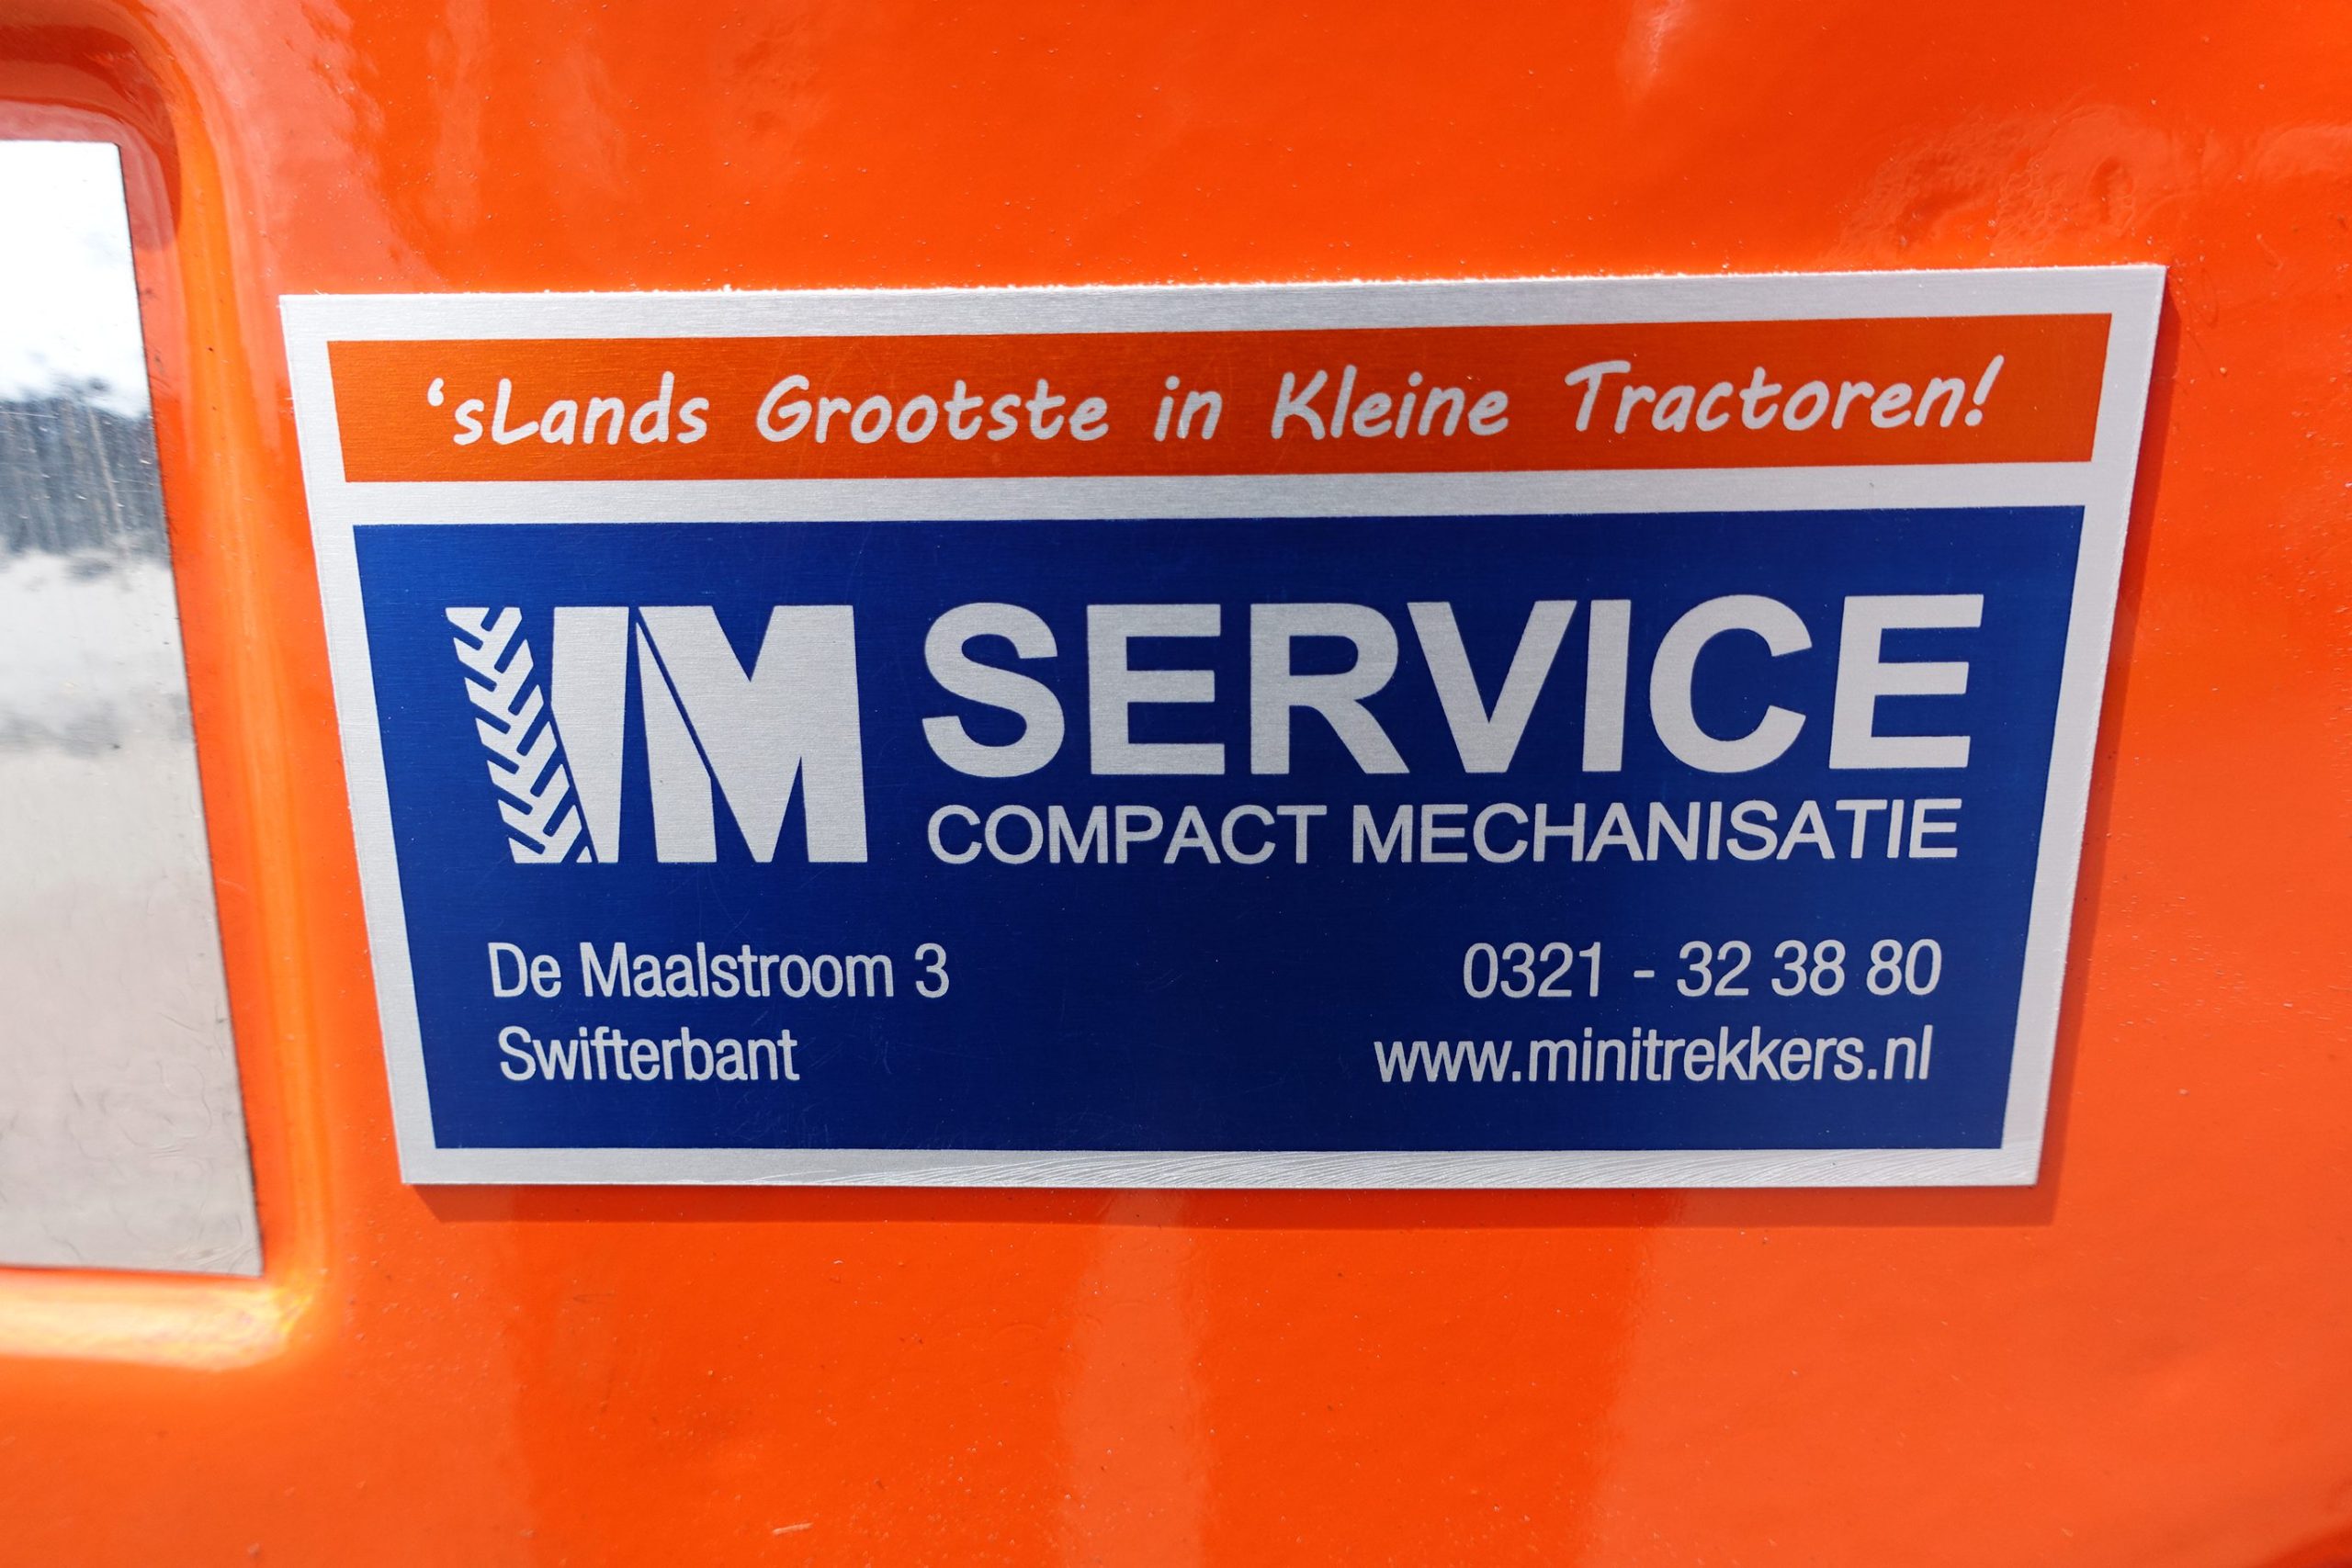 ‘sLands Grootste in Kleine Tractoren!
VM SERVICE
COMPACT MECHANISATIE
De Maalstroom 3
Swifterbant
0321 - 32 38 80
www.minitrekkers.nl